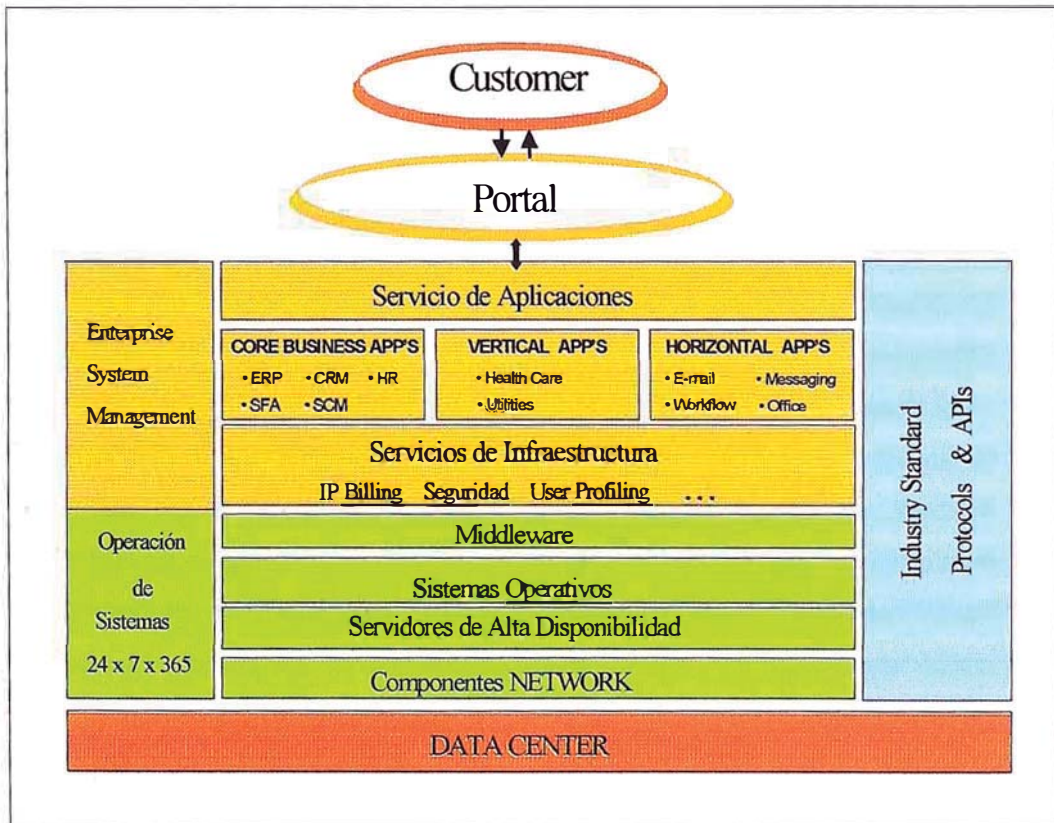 Customer
Portal
Enterprise
System
Management
Servicio de Aplicaciones
CORE BUSINESS APP'S
• ERP • CRM • HR
• SFA • SCM
VERTICAL APP'S
• Health Care
• Utilities
HORIZONTAL APP'S
• E-mail • Messaging
• Workflow • Office
Servicios de Infraestructura
IP Billing Seguridad User Profiling ...
Operación
de
Sistemas
24 x 7 x 365
Middleware
Sistemas Operativos
Servidores de Alta Disponibilidad
Componentes NETWORK
Industry Standard
Protocols & APIs
DATA CENTER